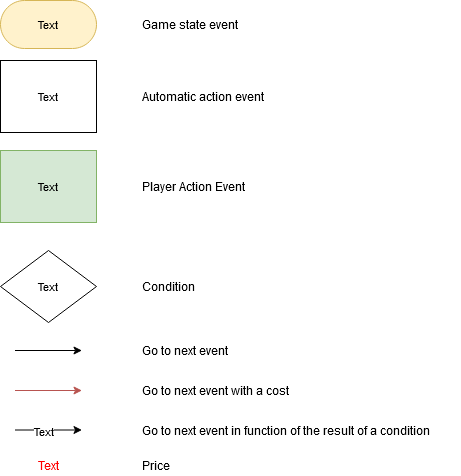 Text Game state event
Text Automatic action event
Text Player Action Event
Text Condition
Go to next event
Go to next event with a cost
Text Go to next event in function of the result of a condition
Text Price